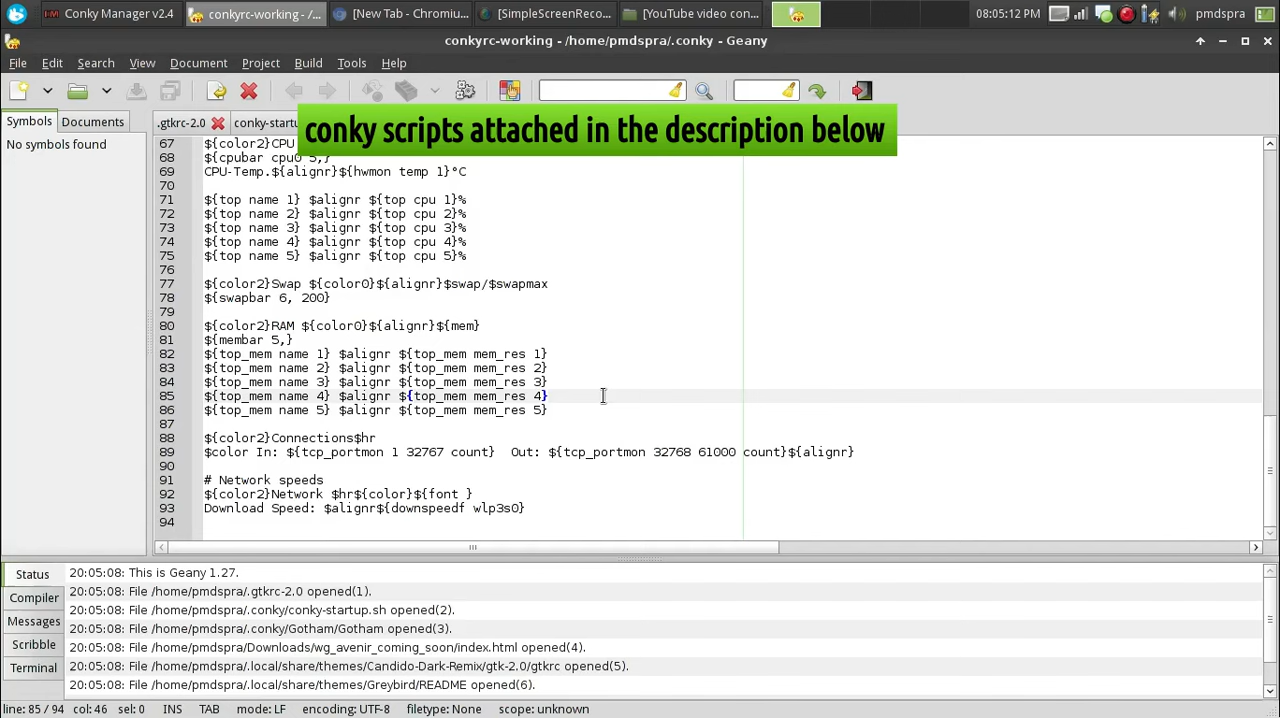 Conky Manager v2.4
conkyrc-working - /...
[New Tab - Chromium...
[SimpleScreenReco...
[YouTube video con...
08:05:12 PM
pmdspra
conkyrc-working - /home/pmdspra/.conky - Geany
File Edit Search View Document Project Build Tools Help
conky scripts attached in the description below
Symbols Documents
.gtkrc-2.0
conky-startu
No symbols found
67 ${color2}CPU
68 ${cpubar cpu0 5,}
69 CPU-Temp.${alignr}${hwmon temp 1}°C
70
71 ${top name 1} $alignr ${top cpu 1}%
72 ${top name 2} $alignr ${top cpu 2}%
73 ${top name 3} $alignr ${top cpu 3}%
74 ${top name 4} $alignr ${top cpu 4}%
75 ${top name 5} $alignr ${top cpu 5}%
76
77 ${color2}Swap ${color0}${alignr}$swap/$swapmax
78 ${swapbar 6, 200}
79
80 ${color2}RAM ${color0}${alignr}${mem}
81 ${membar 5,}
82 ${top_mem name 1} $alignr ${top_mem mem_res 1}
83 ${top_mem name 2} $alignr ${top_mem mem_res 2}
84 ${top_mem name 3} $alignr ${top_mem mem_res 3}
85 ${top_mem name 4} $alignr ${top_mem mem_res 4}
86 ${top_mem name 5} $alignr ${top_mem mem_res 5}
87
88 ${color2}Connections$hr
89 $color In: ${tcp_portmon 1 32767 count}  Out: ${tcp_portmon 32768 61000 count}${alignr}
90
91 # Network speeds
92 ${color2}Network $hr${color}${font }
93 Download Speed: $alignr${downspeedf wlp3s0}
94
Status
Compiler
Messages
Scribble
Terminal
20:05:08: This is Geany 1.27.
20:05:08: File /home/pmdspra/.gtkrc-2.0 opened(1).
20:05:08: File /home/pmdspra/.conky/conky-startup.sh opened(2).
20:05:08: File /home/pmdspra/.conky/Gotham/Gotham opened(3).
20:05:08: File /home/pmdspra/Downloads/wg_avenir_coming_soon/index.html opened(4).
20:05:08: File /home/pmdspra/.local/share/themes/Candido-Dark-Remix/gtk-2.0/gtkrc opened(5).
20:05:08: File /home/pmdspra/.local/share/themes/Greybird/README opened(6).
line: 85 / 94 col: 46 sel: 0 INS TAB mode: LF encoding: UTF-8 filetype: None scope: unknown